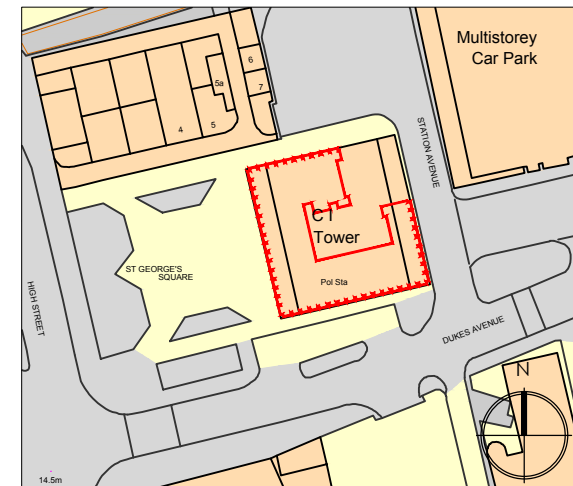 Multistorey
Car Park
6
5a
7
4
5
STATION AVENUE
CI
Tower
ST GEORGE'S
SQUARE
Pol Sta
HIGH STREET
DUKES AVENUE
N
14.5m